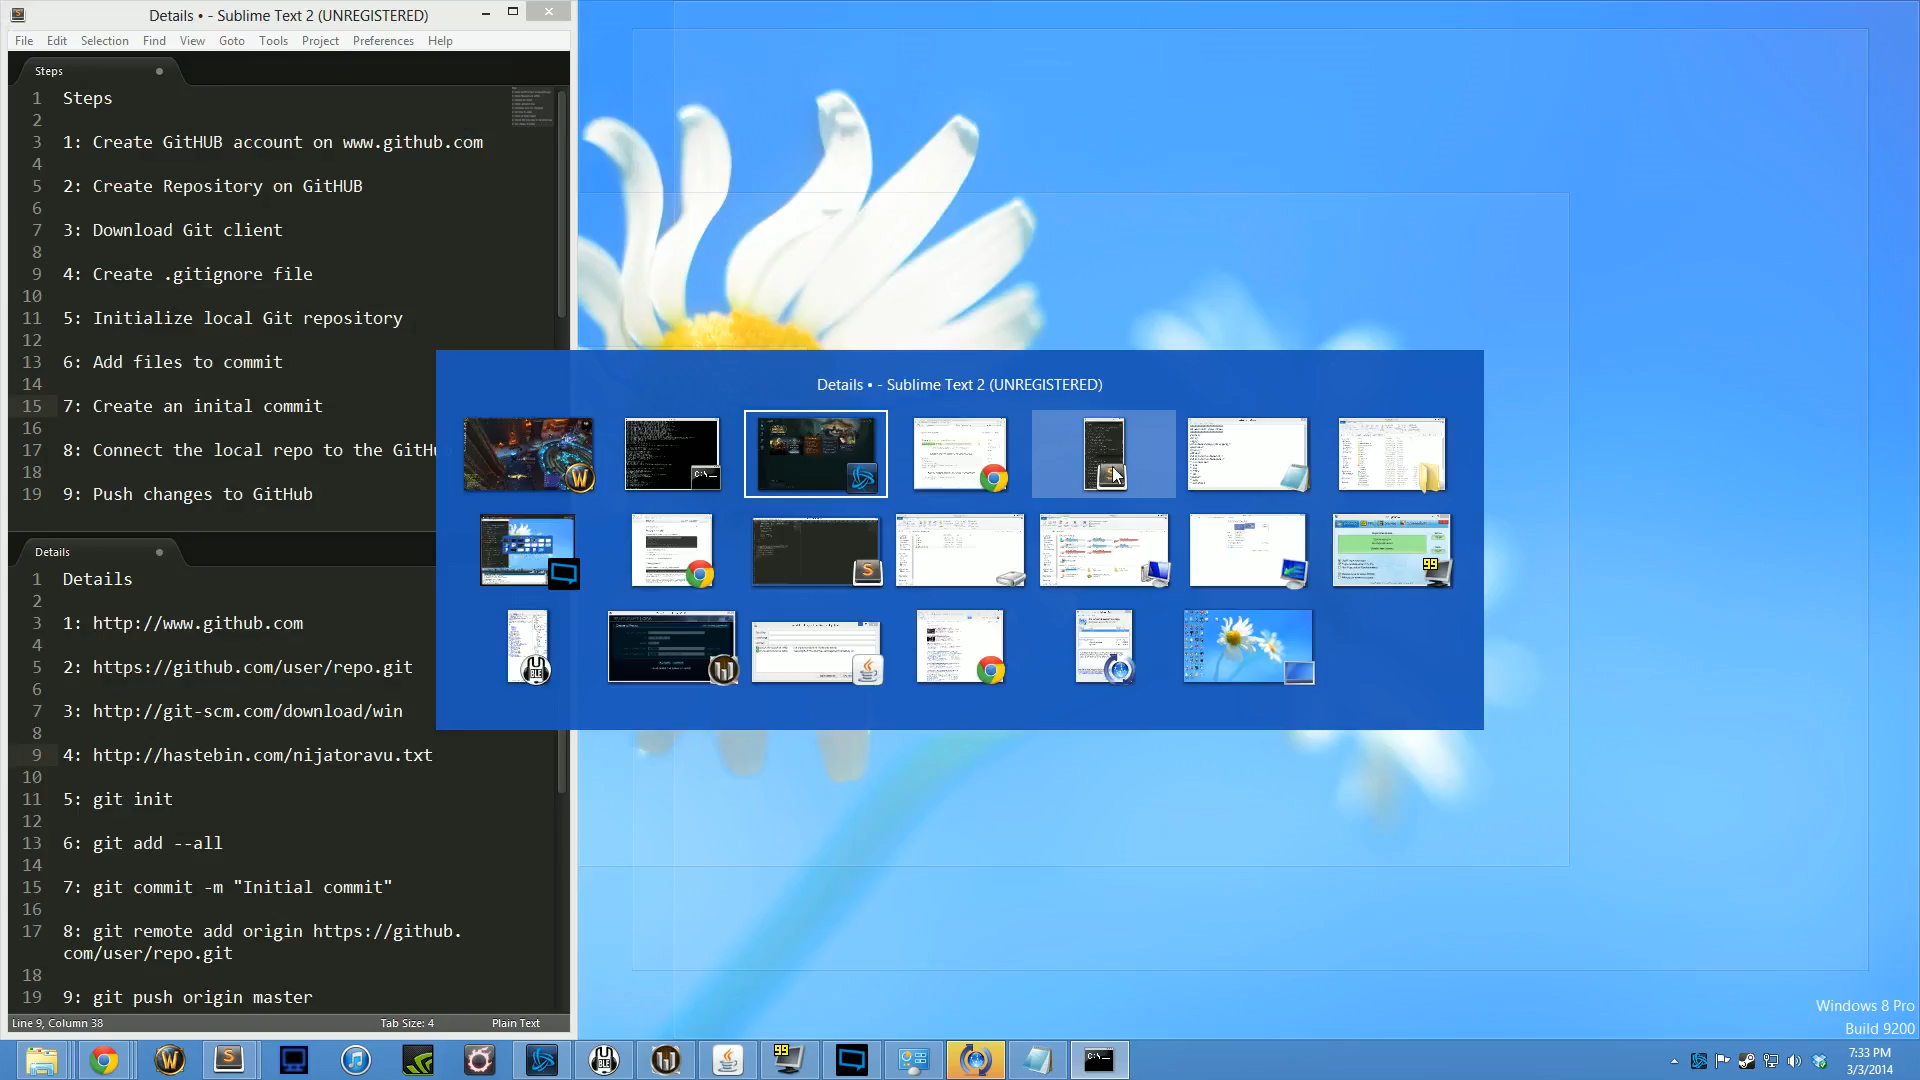 Details • - Sublime Text 2 (UNREGISTERED)
File Edit Selection Find View Goto Tools Project Preferences Help
Steps
1 Steps
2
3 1: Create GitHUB account on www.github.com
4
5 2: Create Repository on GitHUB
6
7 3: Download Git client
8
9 4: Create .gitignore file
10
11 5: Initialize local Git repository
12
13 6: Add files to commit
14
15 7: Create an inital commit
16
17 8: Connect the local repo to the GitHu
18
19 9: Push changes to GitHub
Details
1 Details
2
3 1: http://www.github.com
4
5 2: https://github.com/user/repo.git
6
7 3: http://git-scm.com/download/win
8
9 4: http://hastebin.com/nijatoravu.txt
10
11 5: git init
12
13 6: git add --all
14
15 7: git commit -m "Initial commit"
16
17 8: git remote add origin https://github.
com/user/repo.git
18
19 9: git push origin master
Line 9, Column 38 Tab Size: 4 Plain Text
Details • - Sublime Text 2 (UNREGISTERED)
Windows 8 Pro
Build 9200
99
7:33 PM
3/3/2014